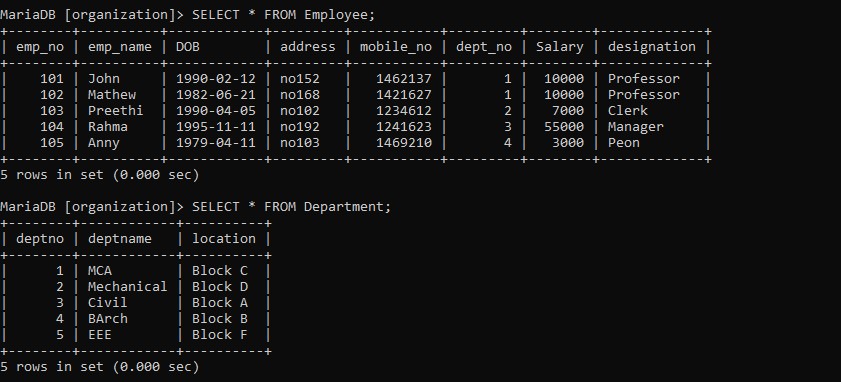 MariaDB [organization]> SELECT * FROM Employee;
+--------+----------+------------+---------+-----------+---------+--------+-------------+
| emp_no | emp_name | DOB        | address | mobile_no | dept_no | Salary | designation |
+--------+----------+------------+---------+-----------+---------+--------+-------------+
|    101 | John     | 1990-02-12 | no152   |   1462137 |       1 |  10000 | Professor   |
|    102 | Mathew   | 1982-06-21 | no168   |   1421627 |       1 |  10000 | Professor   |
|    103 | Preethi  | 1990-04-05 | no102   |   1234612 |       2 |   7000 | Clerk       |
|    104 | Rahma    | 1995-11-11 | no192   |   1241623 |       3 |  55000 | Manager     |
|    105 | Anny     | 1979-04-11 | no103   |   1469210 |       4 |   3000 | Peon        |
+--------+----------+------------+---------+-----------+---------+--------+-------------+
5 rows in set (0.000 sec)

MariaDB [organization]> SELECT * FROM Department;
+--------+------------+----------+
| deptno | deptname   | location |
+--------+------------+----------+
|      1 | MCA        | Block C  |
|      2 | Mechanical | Block D  |
|      3 | Civil      | Block A  |
|      4 | BArch      | Block B  |
|      5 | EEE        | Block F  |
+--------+------------+----------+
5 rows in set (0.000 sec)